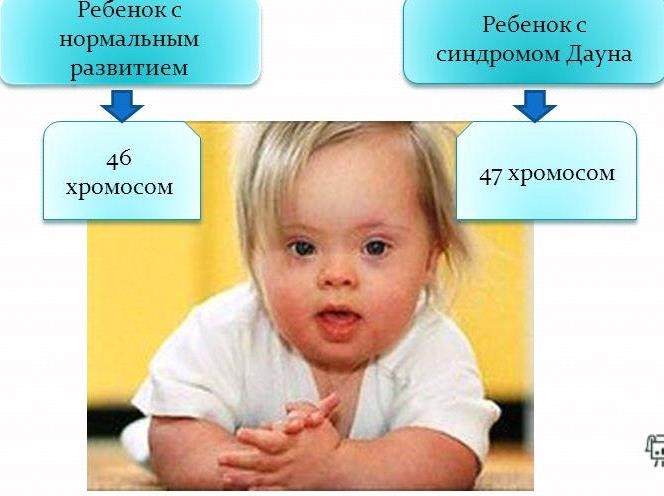 Ребенок с
нормальным
развитием
Ребенок с
синдромом Дауна
46
хромосом
47 хромосом